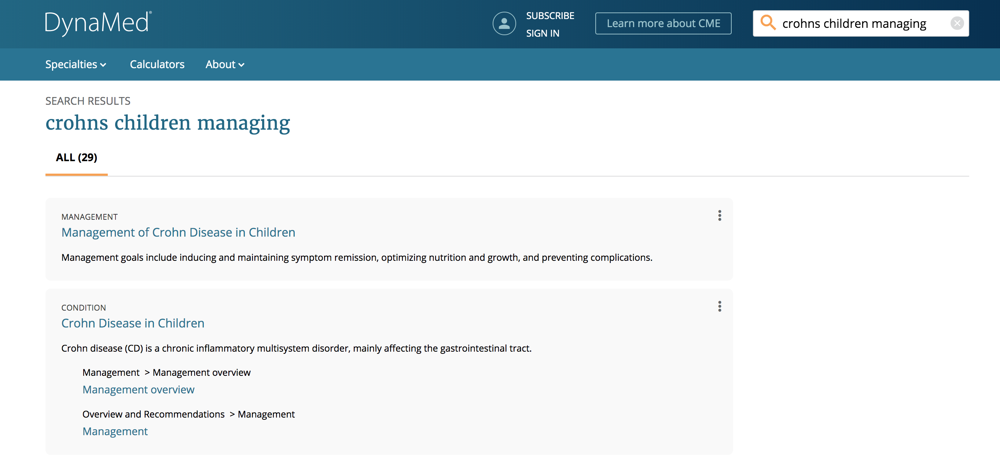 DynaMed®
SUBSCRIBE
SIGN IN
Learn more about CME
crohns children managing
Specialties
Calculators
About
SEARCH RESULTS
crohns children managing
ALL (29)
MANAGEMENT
Management of Crohn Disease in Children
Management goals include inducing and maintaining symptom remission, optimizing nutrition and growth, and preventing complications.
CONDITION
Crohn Disease in Children
Crohn disease (CD) is a chronic inflammatory multisystem disorder, mainly affecting the gastrointestinal tract.
Management > Management overview
Management overview
Overview and Recommendations > Management
Management